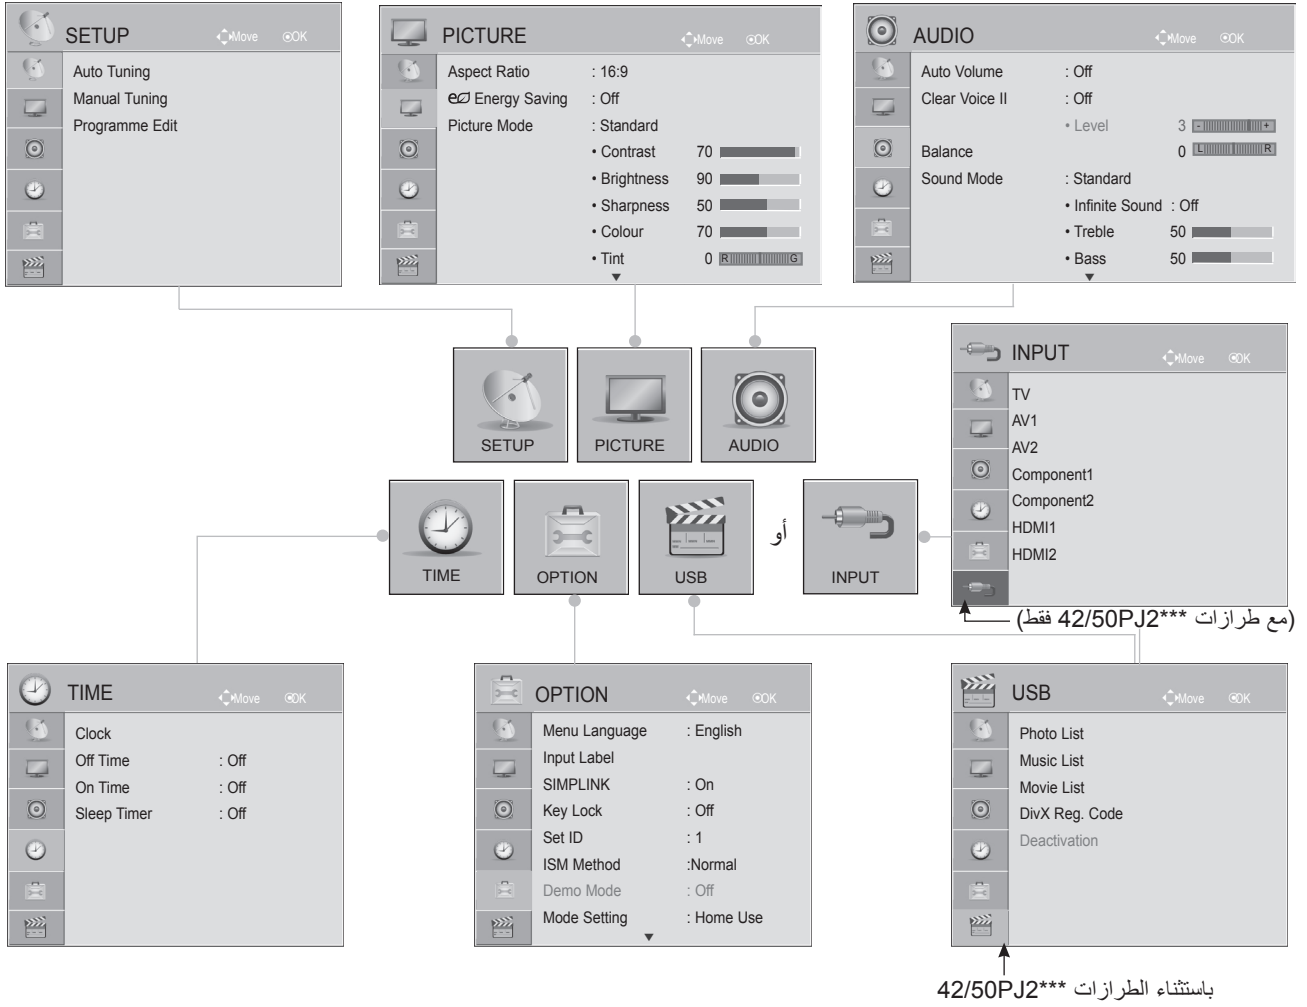 SETUP Move OK
Auto Tuning
Manual Tuning
Programme Edit
PICTURE Move OK
Aspect Ratio : 16:9
Energy Saving : Off
Picture Mode : Standard
• Contrast 70
• Brightness 90
• Sharpness 50
• Colour 70
• Tint 0 R G
AUDIO Move OK
Auto Volume : Off
Clear Voice II : Off
• Level 3 - +
Balance 0 L R
Sound Mode : Standard
• Infinite Sound : Off
• Treble 50
• Bass 50
SETUP
PICTURE
AUDIO
TIME
OPTION
USB
أو
INPUT
INPUT Move OK
TV
AV1
AV2
Component1
Component2
HDMI1
HDMI2
(مع طرازات ***42/50PJ2 فقط)
TIME Move OK
Clock
Off Time : Off
On Time : Off
Sleep Timer : Off
OPTION Move OK
Menu Language : English
Input Label
SIMPLINK : On
Key Lock : Off
Set ID : 1
ISM Method :Normal
Demo Mode : Off
Mode Setting : Home Use
USB Move OK
Photo List
Music List
Movie List
DivX Reg. Code
Deactivation
باستثناء الطرازات ***42/50PJ2